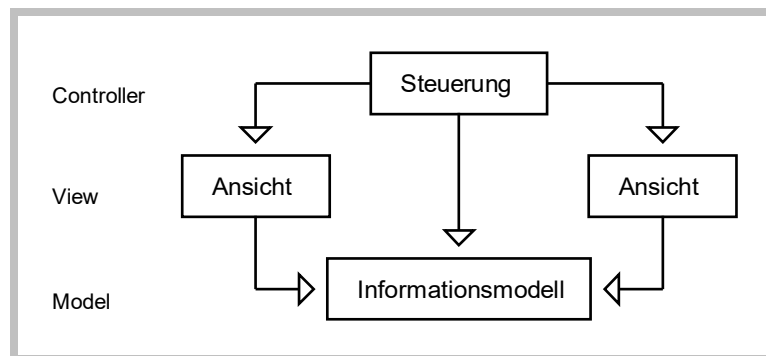 Controller
Steuerung
View
Ansicht
Ansicht
Model
Informationsmodell